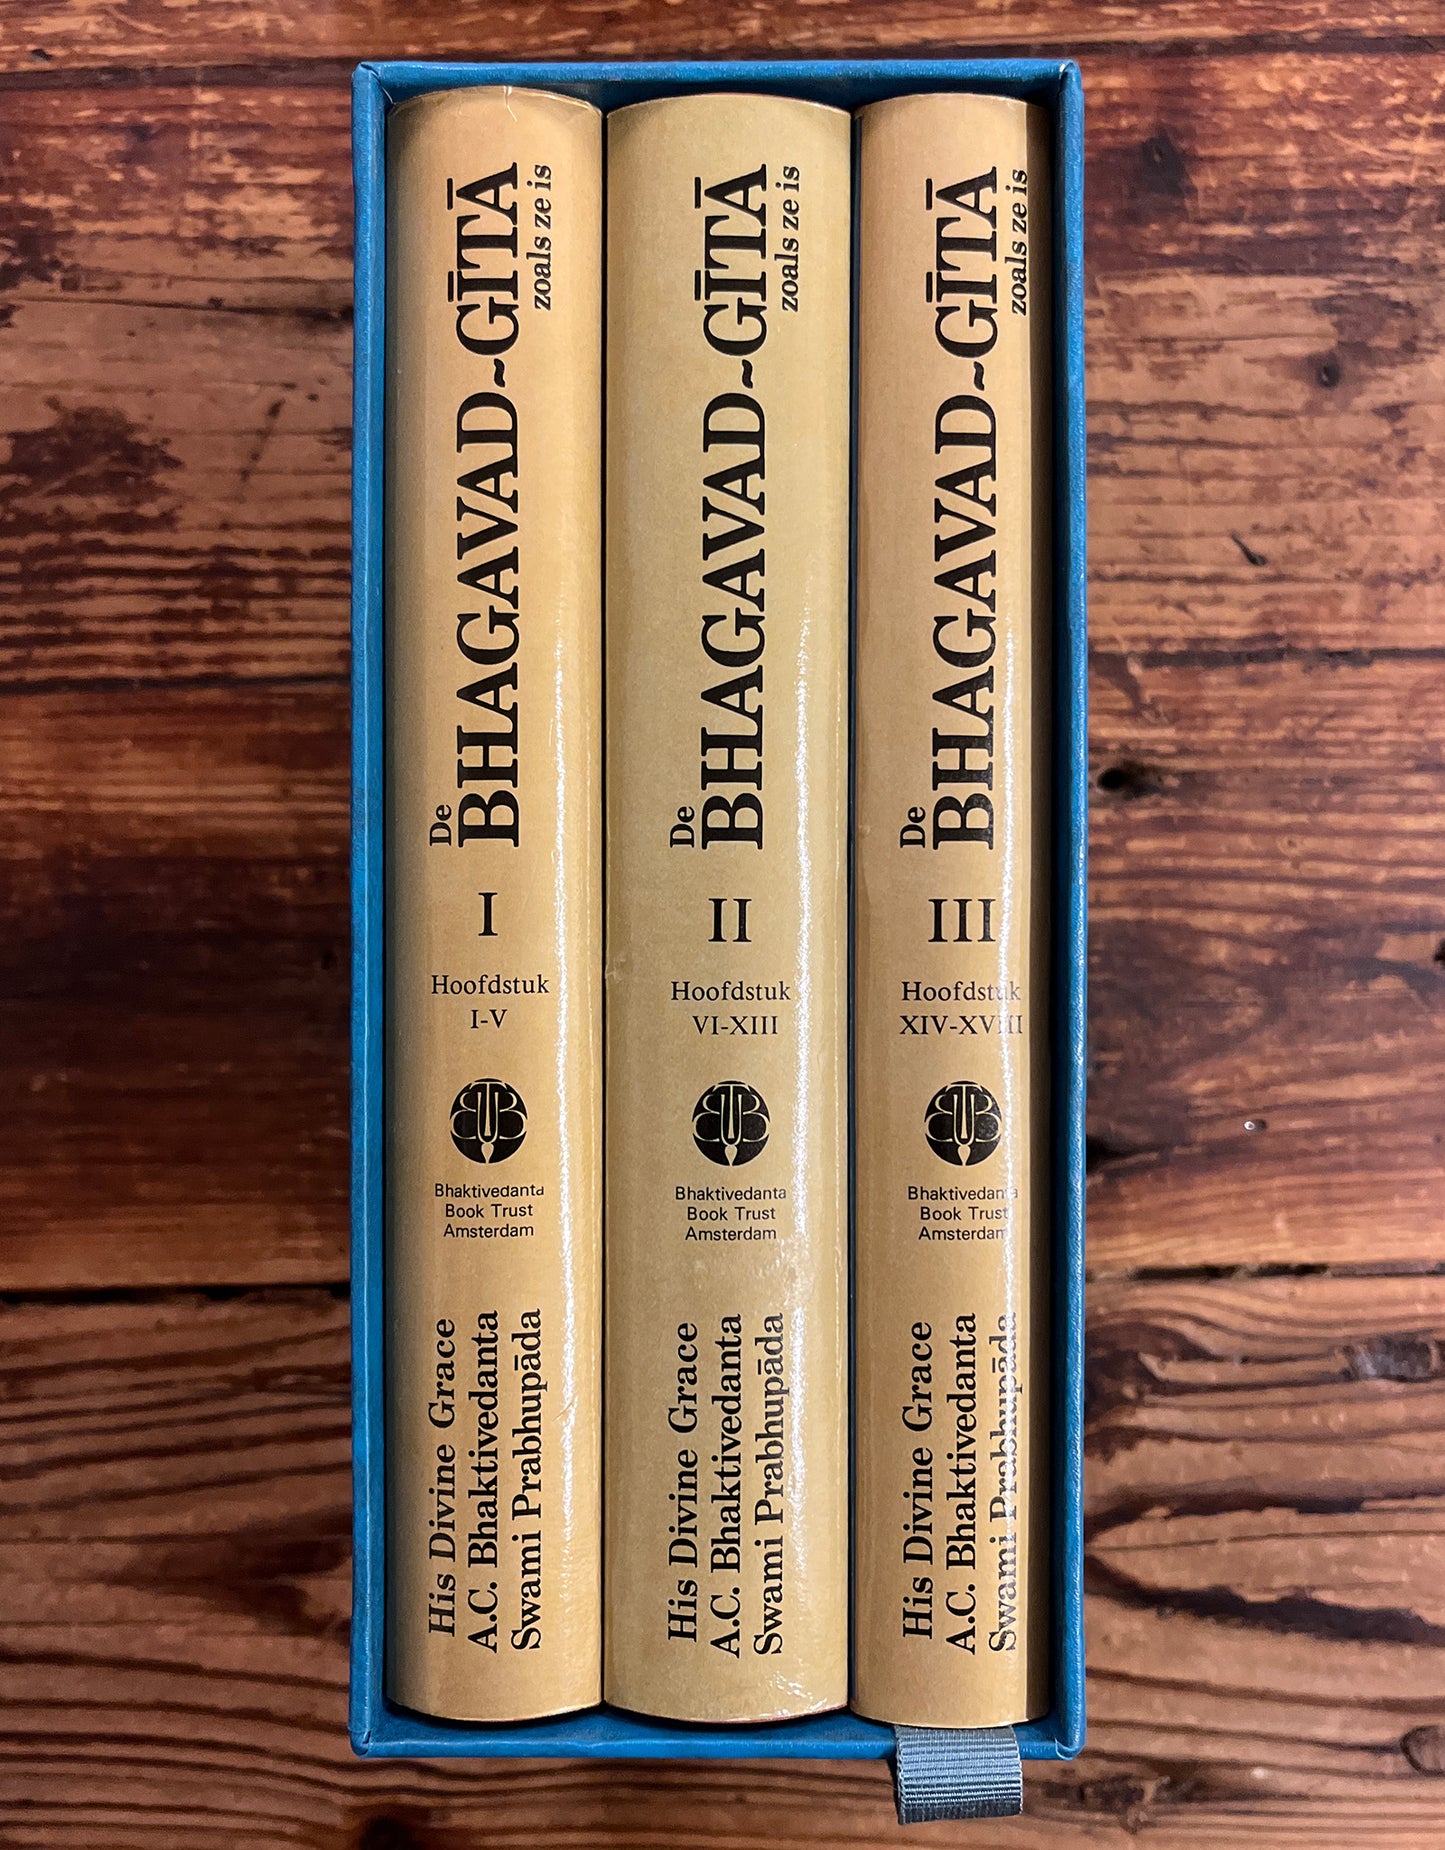 De
BHAGAVAD~GĪTĀ
zoals ze is
I
Hoofdstuk
I-V
BBT
Bhaktivedanta
Book Trust
Amsterdam
His Divine Grace
A.C. Bhaktivedanta
Swami Prabhupāda
De
BHAGAVAD~GĪTĀ
zoals ze is
II
Hoofdstuk
VI-XIII
BBT
Bhaktivedanta
Book Trust
Amsterdam
His Divine Grace
A.C. Bhaktivedanta
Swami Prabhupāda
De
BHAGAVAD~GĪTĀ
zoals ze is
III
Hoofdstuk
XIV-XVIII
BBT
Bhaktivedanta
Book Trust
Amsterdam
His Divine Grace
A.C. Bhaktivedanta
Swami Prabhupāda